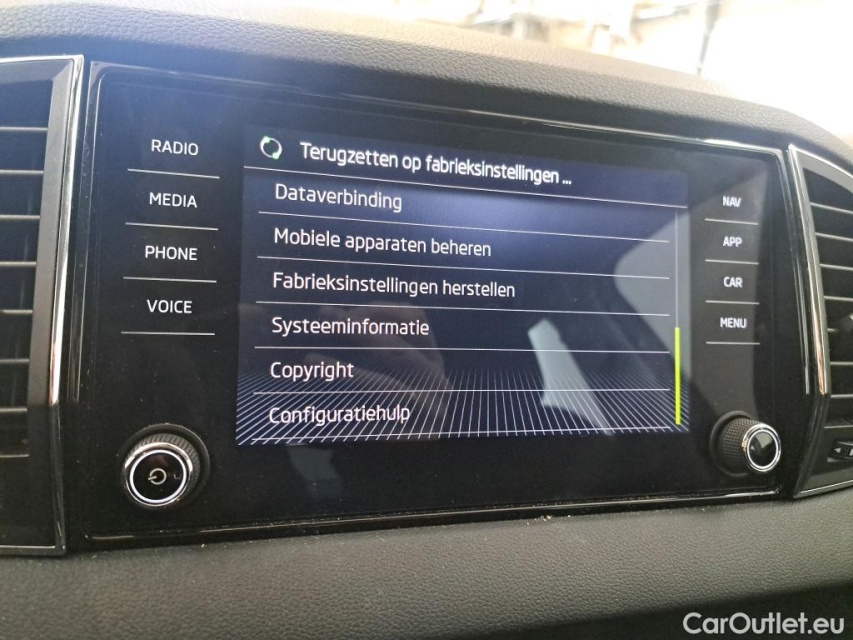 RADIO
MEDIA
PHONE
VOICE
Terugzetten op fabrieksinstellingen ...
Dataverbinding
Mobiele apparaten beheren
Fabrieksinstellingen herstellen
Systeeminformatie
Copyright
Configuratiehulp
NAV
APP
CAR
MENU
CarOutlet.eu